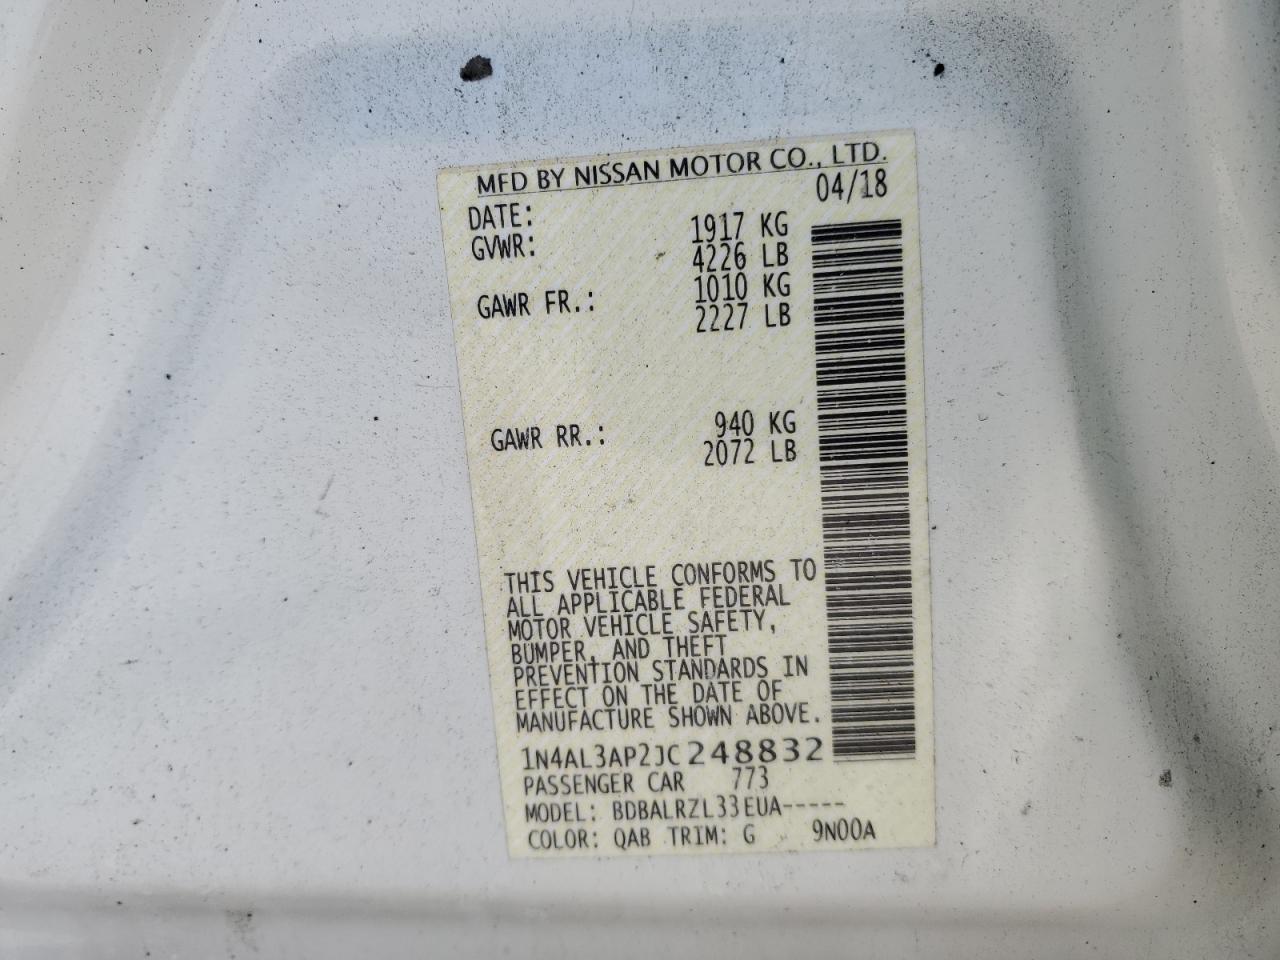 MFD BY NISSAN MOTOR CO., LTD.
DATE: 04/18
GVWR: 1917 KG
4226 LB
GAWR FR.: 1010 KG
2227 LB
GAWR RR.: 940 KG
2072 LB
THIS VEHICLE CONFORMS TO
ALL APPLICABLE FEDERAL
MOTOR VEHICLE SAFETY,
BUMPER, AND THEFT
PREVENTION STANDARDS IN
EFFECT ON THE DATE OF
MANUFACTURE SHOWN ABOVE.
1N4AL3AP2JC248832
PASSENGER CAR 773
MODEL: BDBALRZL33EUA-----
COLOR: QAB TRIM: G 9N00A